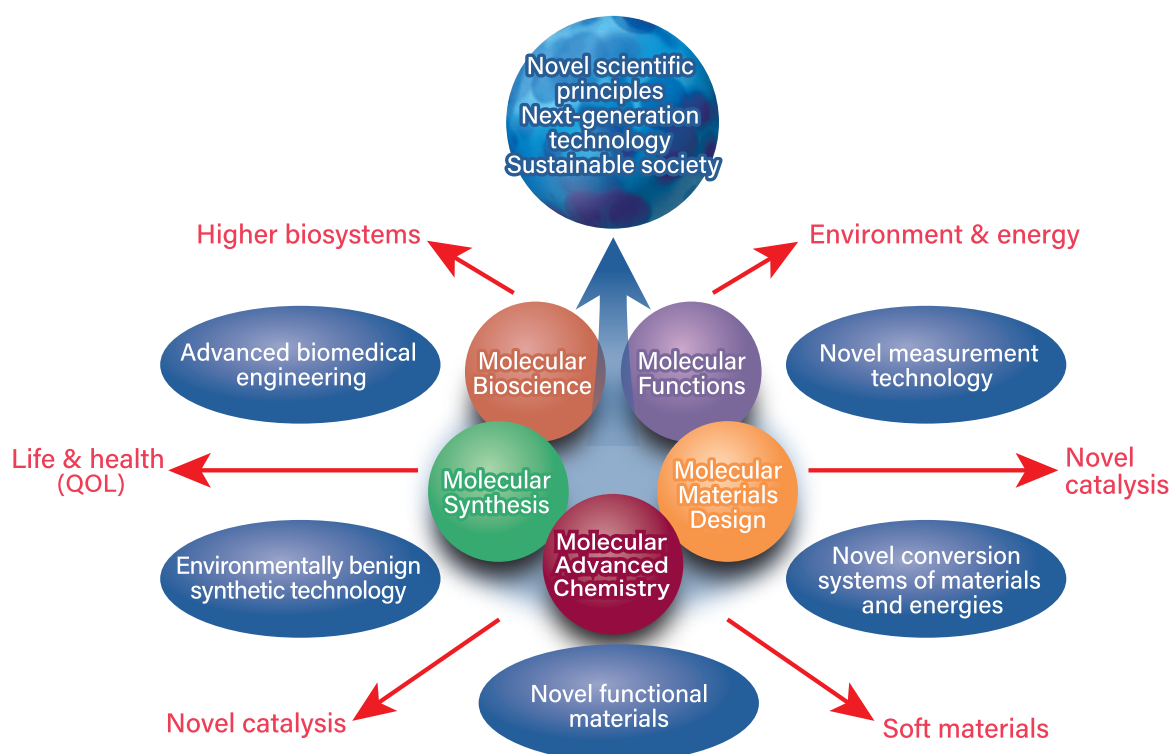 Novel scientific
principles
Next-generation
technology
Sustainable society
Higher biosystems
Environment & energy
Advanced biomedical
engineering
Molecular
Bioscience
Molecular
Functions
Novel measurement
technology
Life & health
(QOL)
Molecular
Synthesis
Molecular
Materials
Design
Novel
catalysis
Environmentally benign
synthetic technology
Molecular
Advanced
Chemistry
Novel conversion
systems of materials
and energies
Novel catalysis
Novel functional
materials
Soft materials